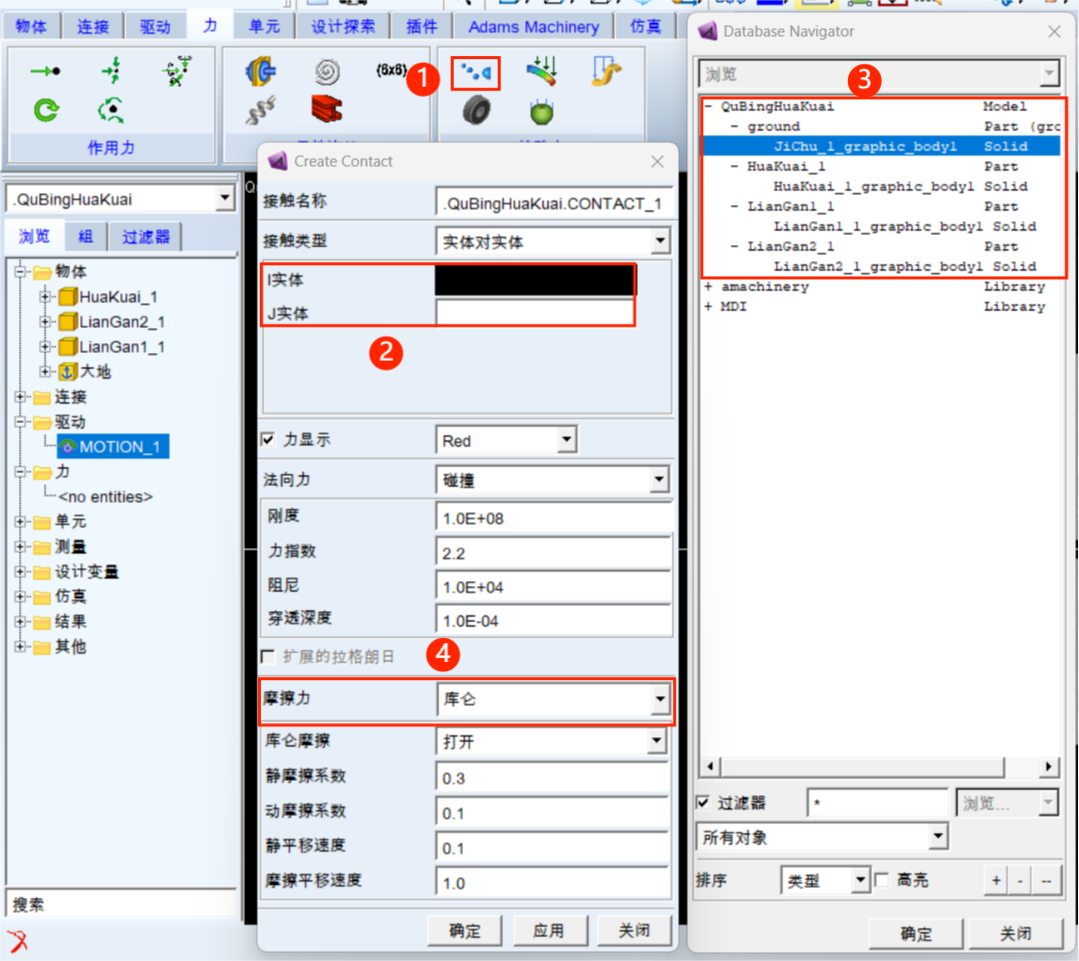 物体 连接 驱动 力 单元 设计探索 插件 Adams Machinery 仿真
(6x6)
1
作用力
.QuBingHuaKuai
浏览 组 过滤器
物体
HuaKuai_1
LianGan2_1
LianGan1_1
大地
连接
驱动
MOTION_1
力
<no entities>
单元
测量
设计变量
仿真
结果
其他
搜索
Create Contact
接触名称 .QuBingHuaKuai.CONTACT_1
接触类型 实体对实体
I实体
J实体
2
力显示 Red
法向力 碰撞
刚度 1.0E+08
力指数 2.2
阻尼 1.0E+04
穿透深度 1.0E-04
扩展的拉格朗日
4
摩擦力 库仑
库仑摩擦 打开
静摩擦系数 0.3
动摩擦系数 0.1
静平移速度 0.1
摩擦平移速度 1.0
确定 应用 关闭
Database Navigator
浏览
3
- QuBingHuaKuai Model
- ground Part (grc
JiChu_1_graphic_body1 Solid
- HuaKuai_1 Part
HuaKuai_1_graphic_body1 Solid
- LianGan1_1 Part
LianGan1_1_graphic_body1 Solid
- LianGan2_1 Part
LianGan2_1_graphic_body1 Solid
+ amachinery Library
+ MDI Library
过滤器 * 浏览...
所有对象
排序 类型 高亮 + - --
确定 关闭